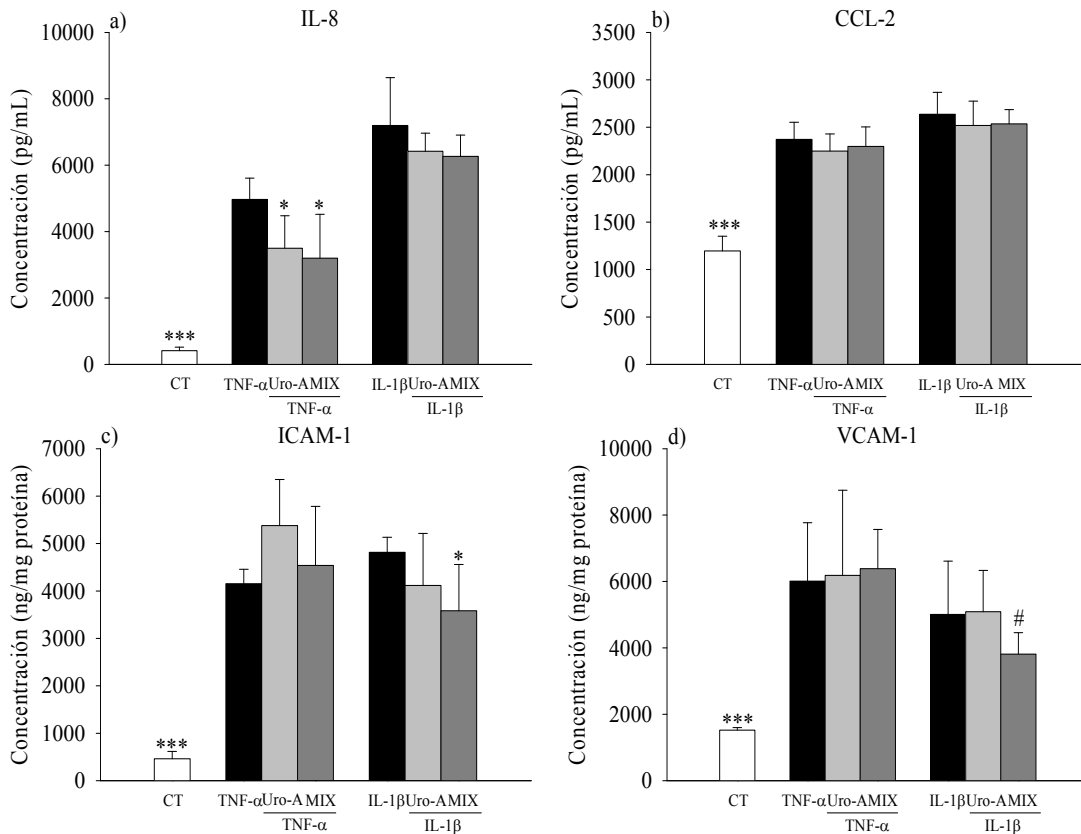 a)
IL-8
Concentración (pg/mL)
10000
8000
6000
4000
2000
0
***
*
*
CT
TNF-α Uro-A MIX
TNF-α
IL-1β Uro-A MIX
IL-1β
b)
CCL-2
Concentración (pg/mL)
3500
3000
2500
2000
1500
1000
500
0
***
CT
TNF-α Uro-A MIX
TNF-α
IL-1β Uro-A MIX
IL-1β
c)
ICAM-1
Concentración (ng/mg proteína)
7000
6000
5000
4000
3000
2000
1000
0
***
*
CT
TNF-α Uro-A MIX
TNF-α
IL-1β Uro-A MIX
IL-1β
d)
VCAM-1
Concentración (ng/mg proteína)
10000
8000
6000
4000
2000
0
***
#
CT
TNF-α Uro-A MIX
TNF-α
IL-1β Uro-A MIX
IL-1β